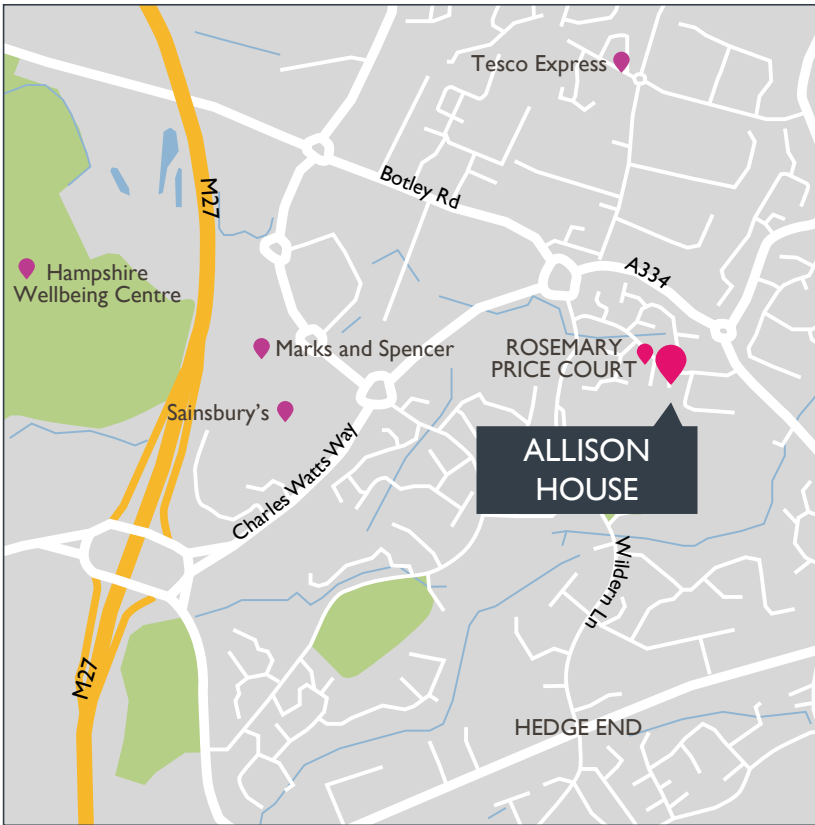 Tesco Express
Botley Rd
M27
A334
Hampshire
Wellbeing Centre
Marks and Spencer
ROSEMARY
PRICE COURT
Sainsbury's
ALLISON
HOUSE
Charles Watts Way
Wildern Ln
M27
HEDGE END